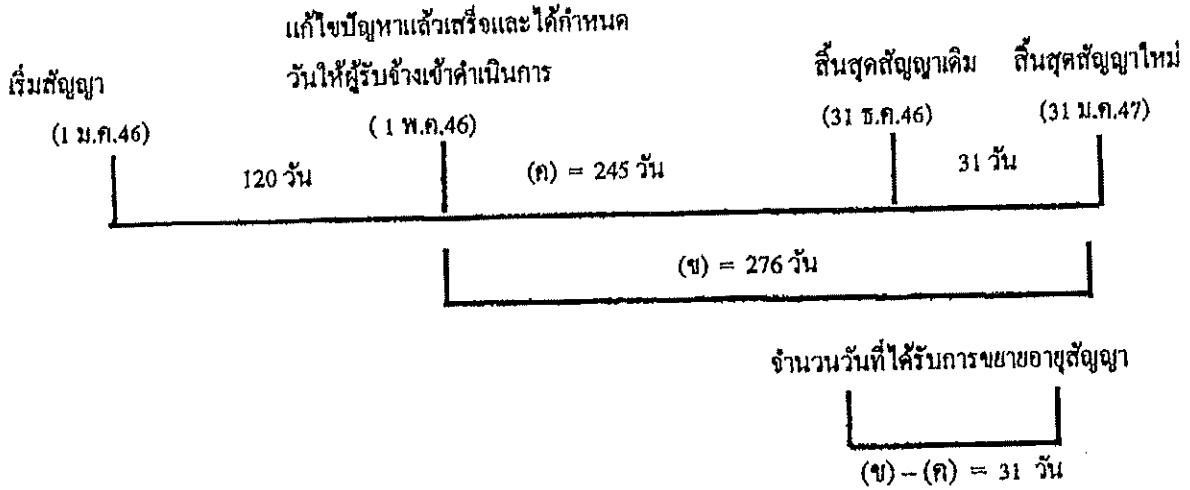 แก้ไขปัญหาแล้วเสร็จและได้กำหนด
วันให้ผู้รับจ้างเข้าดำเนินการ
เริ่มสัญญา
สิ้นสุดสัญญาเดิม
สิ้นสุดสัญญาใหม่
(1 ม.ค.46)
( 1 พ.ค.46)
(31 ธ.ค.46)
(31 ม.ค.47)
120 วัน
(ค) = 245 วัน
31 วัน
(ข) = 276 วัน
จำนวนวันที่ได้รับการขยายอายุสัญญา
(ข) – (ค) = 31 วัน